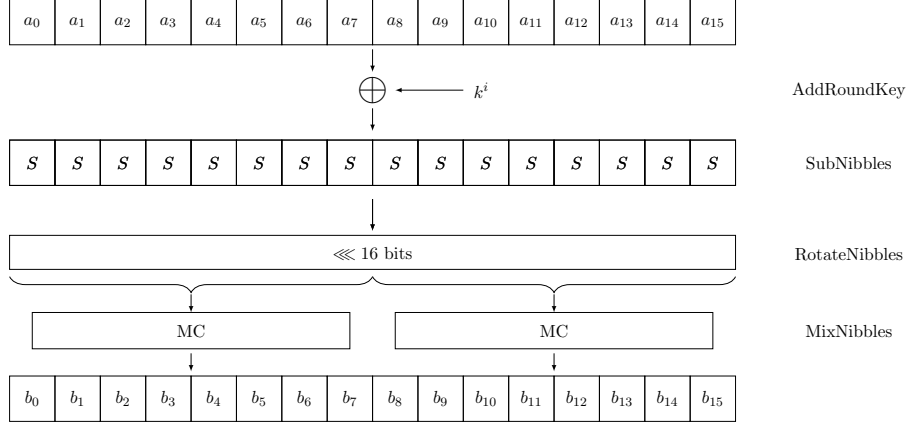 a₀ a₁ a₂ a₃ a₄ a₅ a₆ a₇ a₈ a₉ a₁₀ a₁₁ a₁₂ a₁₃ a₁₄ a₁₅
kⁱ AddRoundKey
S S S S S S S S S S S S S S S S SubNibbles
⋘ 16 bits RotateNibbles
MC MC MixNibbles
b₀ b₁ b₂ b₃ b₄ b₅ b₆ b₇ b₈ b₉ b₁₀ b₁₁ b₁₂ b₁₃ b₁₄ b₁₅